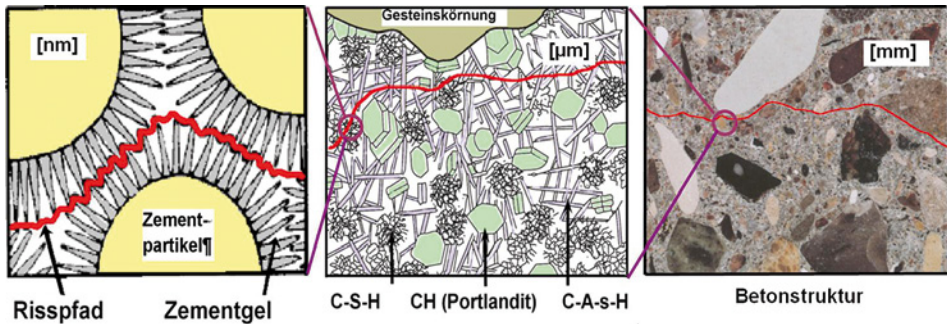 [nm]
Zement-
partikel¶
Risspfad
Zementgel
Gesteinskörnung
[µm]
C-S-H
CH (Portlandit)
C-A-s-H
[mm]
Betonstruktur